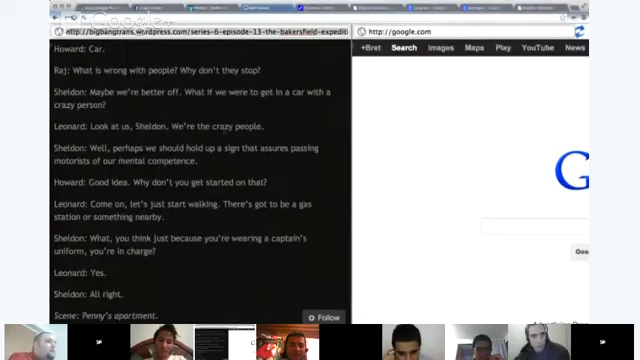 Google+
http://bigbangtrans.wordpress.com/series-6-episode-13-the-bakersfield-expediti
http://google.com
+Bret Search Images Maps Play YouTube News
Howard: Car.
Raj: What is wrong with people? Why don't they stop?
Sheldon: Maybe we're better off. What if we were to get in a car with a
crazy person?
Leonard: Look at us, Sheldon. We're the crazy people.
Sheldon: Well, perhaps we should hold up a sign that assures passing
motorists of our mental competence.
Howard: Good idea. Why don't you get started on that?
Leonard: Come on, let's just start walking. There's got to be a gas
station or something nearby.
Sheldon: What, you think just because you're wearing a captain's
uniform, you're in charge?
Leonard: Yes.
Sheldon: All right.
Scene: Penny's apartment.
Follow
G
Goo